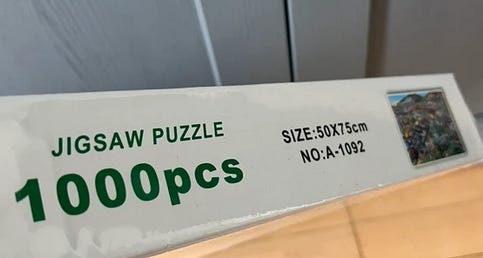 JIGSAW PUZZLE
1000pcs
SIZE:50X75cm
NO:A-1092